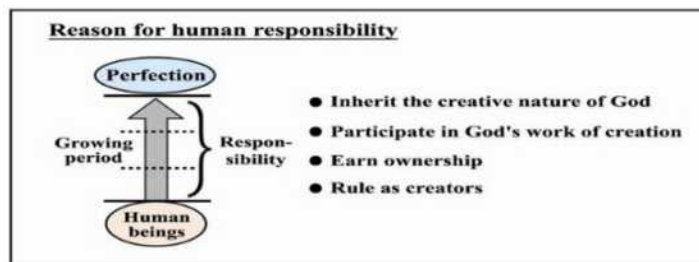 Reason for human responsibility
Perfection
Growing
period
Respon-
sibility
Human
beings
● Inherit the creative nature of God
● Participate in God's work of creation
● Earn ownership
● Rule as creators